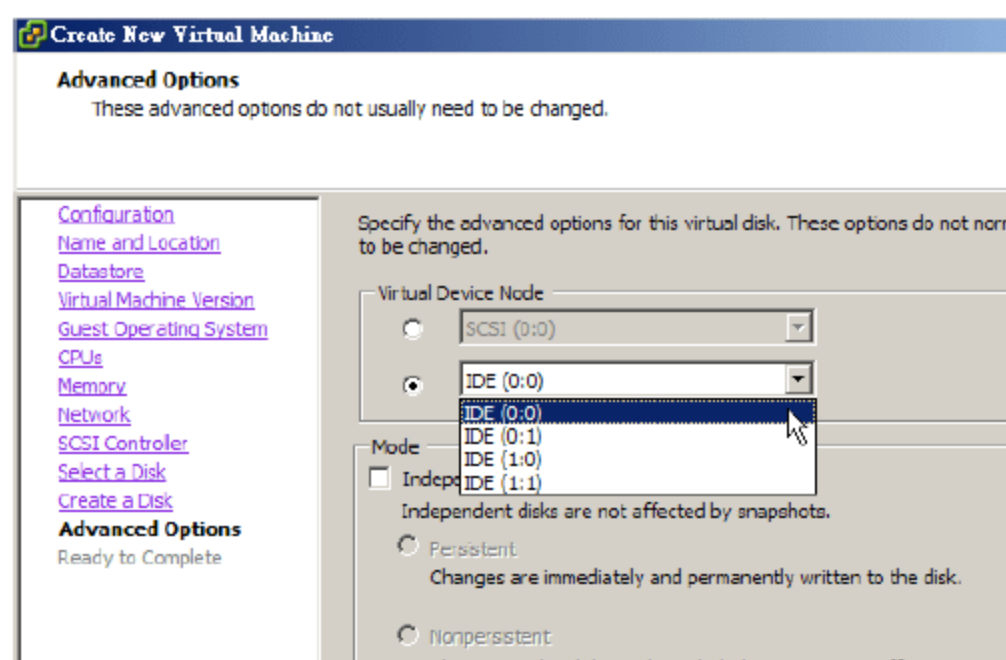 Create New Virtual Machine
Advanced Options
These advanced options do not usually need to be changed.
Configuration
Name and Location
Datastore
Virtual Machine Version
Guest Operating System
CPUs
Memory
Network
SCSI Controller
Select a Disk
Create a Disk
Advanced Options
Ready to Complete
Specify the advanced options for this virtual disk. These options do not
to be changed.
Virtual Device Node
SCSI (0:0)
IDE (0:0)
IDE (0:0)
IDE (0:1)
IDE (1:0)
IDE (1:1)
Mode
Independent disks are not affected by snapshots.
Persistent
Changes are immediately and permanently written to the disk.
Nonpersistent